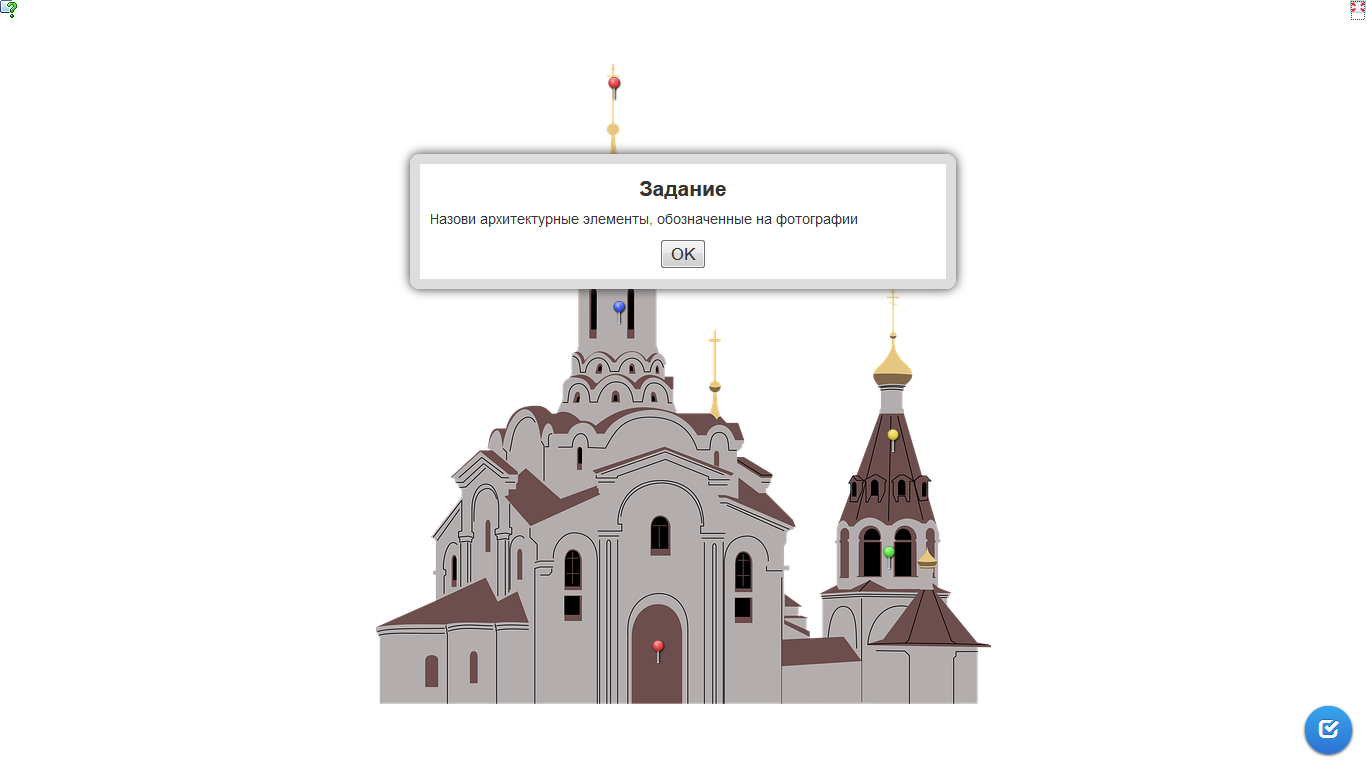 Задание
Назови архитектурные элементы, обозначенные на фотографии
OK